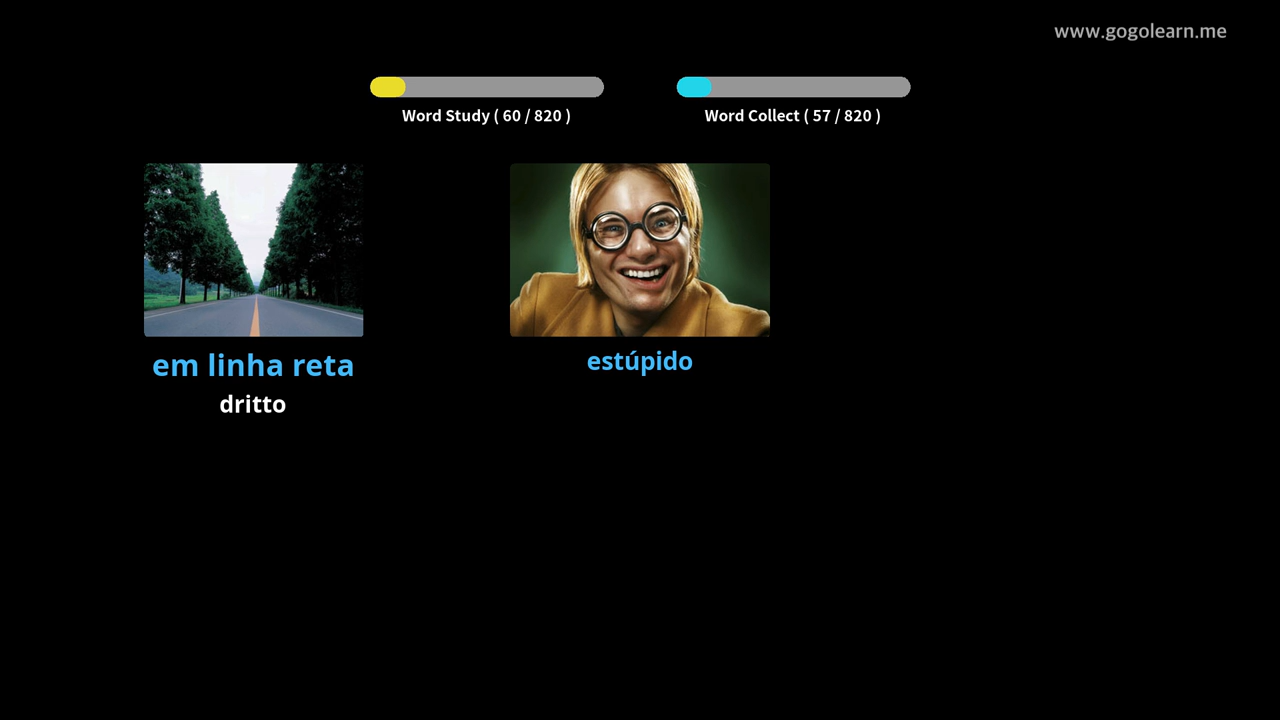 www.gogolearn.me
Word Study ( 60 / 820 )
Word Collect ( 57 / 820 )
em linha reta
dritto
estúpido